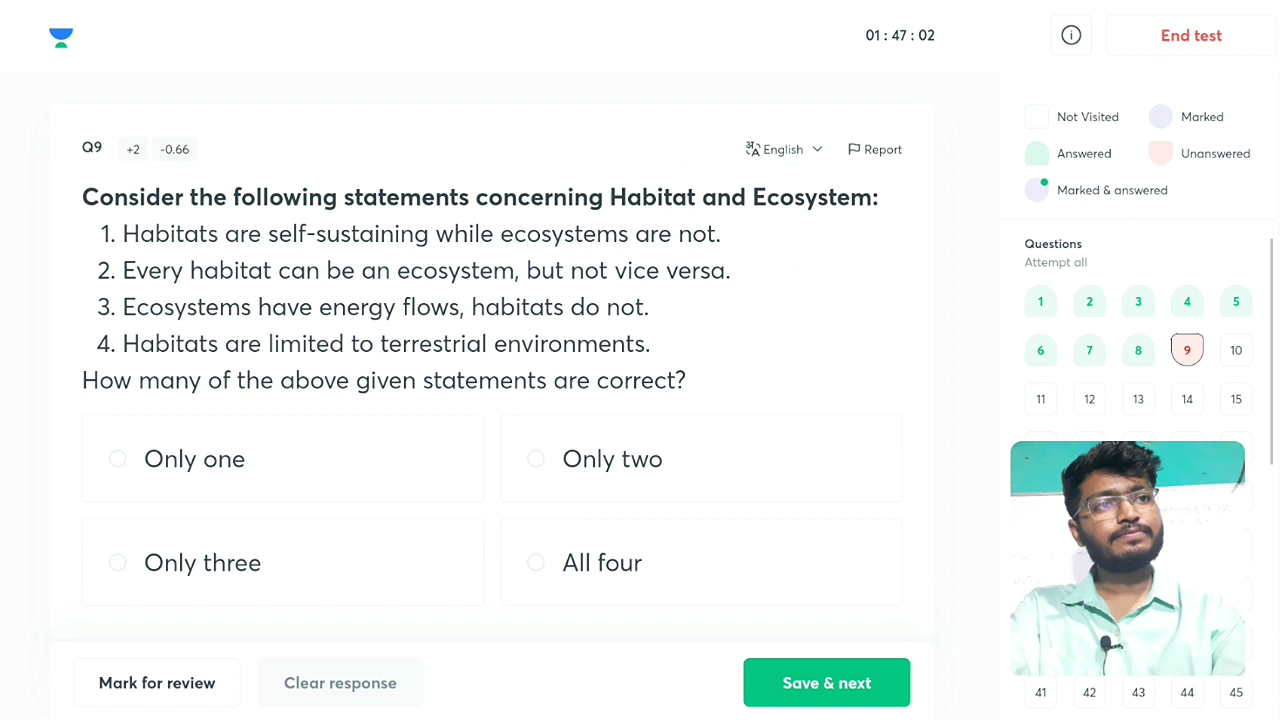 01 : 47 : 02
End test
Q9 +2 -0.66 English Report
Consider the following statements concerning Habitat and Ecosystem:
1. Habitats are self-sustaining while ecosystems are not.
2. Every habitat can be an ecosystem, but not vice versa.
3. Ecosystems have energy flows, habitats do not.
4. Habitats are limited to terrestrial environments.
How many of the above given statements are correct?
Only one
Only two
Only three
All four
Mark for review
Clear response
Save & next
Not Visited
Marked
Answered
Unanswered
Marked & answered
Questions
Attempt all
1 2 3 4 5
6 7 8 9 10
11 12 13 14 15
41 42 43 44 45